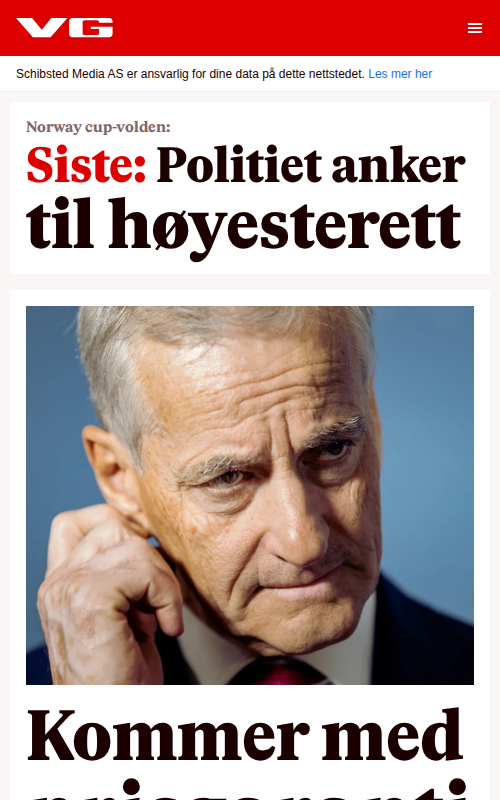 VG
Schibsted Media AS er ansvarlig for dine data på dette nettstedet. Les mer her
Norway cup-volden:
Siste: Politiet anker
til høyesterett
Kommer med